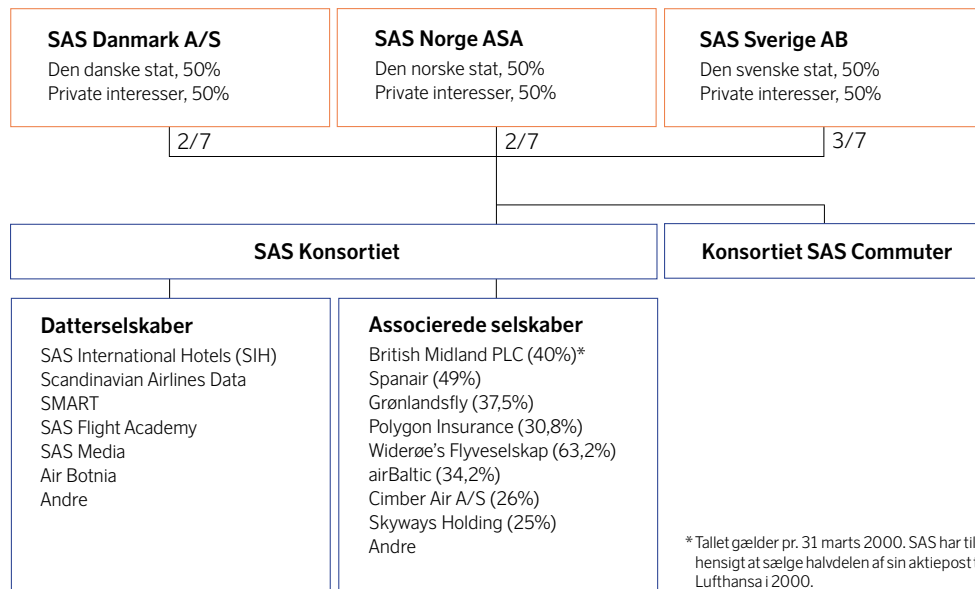 SAS Danmark A/S
Den danske stat, 50%
Private interesser, 50%
SAS Norge ASA
Den norske stat, 50%
Private interesser, 50%
SAS Sverige AB
Den svenske stat, 50%
Private interesser, 50%
2/7
2/7
3/7
SAS Konsortiet
Konsortiet SAS Commuter
Datterselskaber
SAS International Hotels (SIH)
Scandinavian Airlines Data
SMART
SAS Flight Academy
SAS Media
Air Botnia
Andre
Associerede selskaber
British Midland PLC (40%)*
Spanair (49%)
Grønlandsfly (37,5%)
Polygon Insurance (30,8%)
Widerøe's Flyveselskap (63,2%)
airBaltic (34,2%)
Cimber Air A/S (26%)
Skyways Holding (25%)
Andre
* Tallet gælder pr. 31 marts 2000. SAS har til
hensigt at sælge halvdelen af sin aktiepost
Lufthansa i 2000.